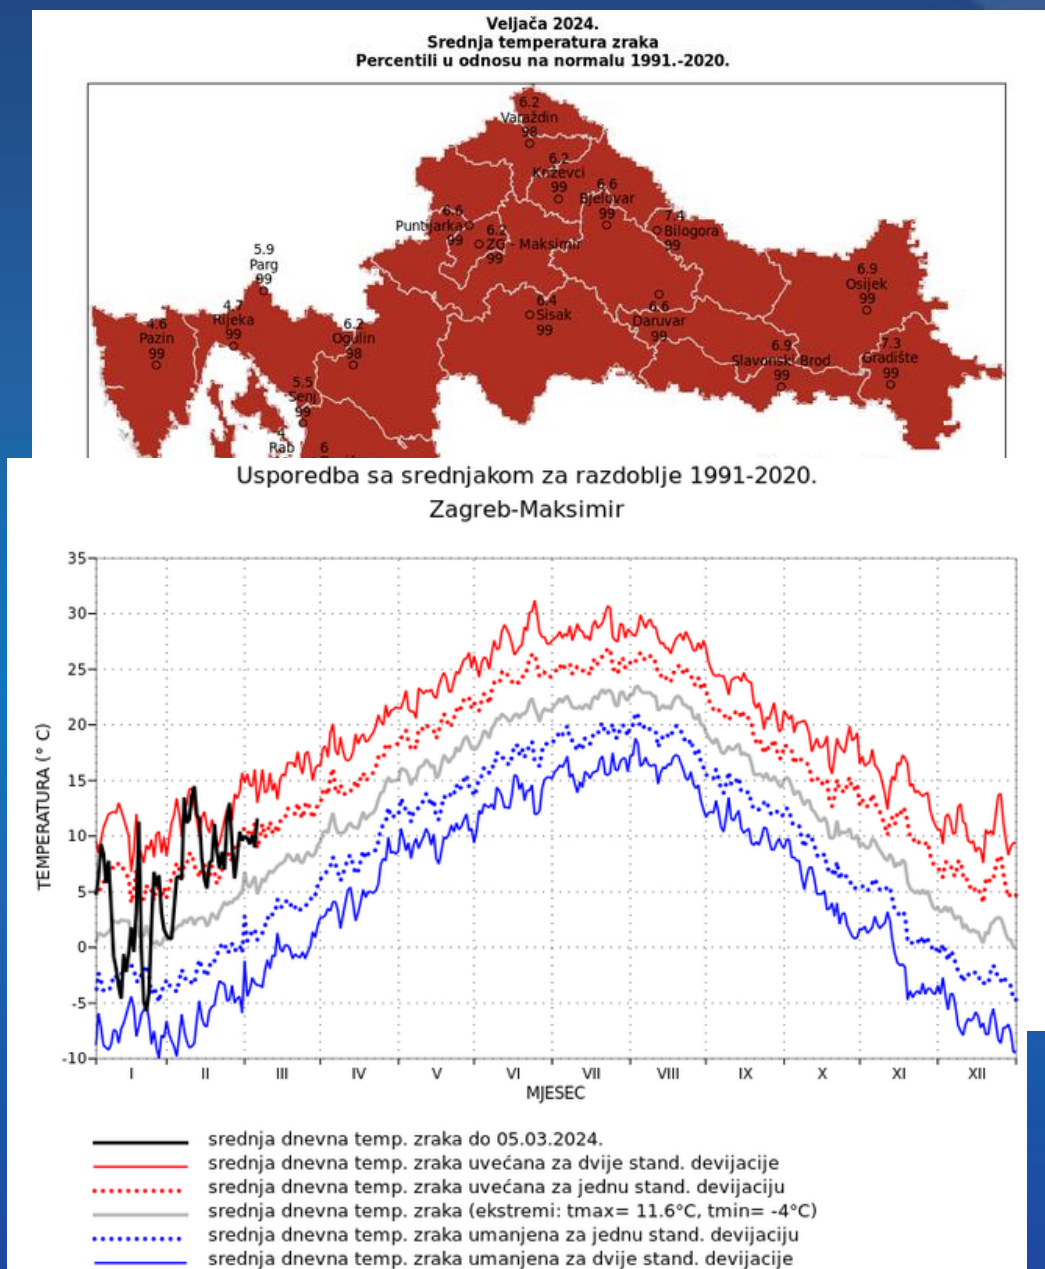 Veljača 2024.
Srednja temperatura zraka
Percentili u odnosu na normalu 1991.-2020.
6.2
Varaždin
98
6.2
Križevci
99
6.6
Bjelovar
99
6.6
Puntijarka
99
6.2
ZG - Maksimir
99
7.4
Bilogora
99
5.9
Parg
99
6.9
Osijek
99
4.6
Pazin
99
4.7
Rijeka
99
6.2
Ogulin
98
6.4
Sisak
99
6.6
Daruvar
99
6.9
Slavonski Brod
99
7.3
Gradište
99
5.5
Senj
99
4
Rab
6
Usporedba sa srednjakom za razdoblje 1991-2020.
Zagreb-Maksimir
TEMPERATURA (° C)
35
30
25
20
15
10
5
0
-5
-10
I II III IV V VI VII VIII IX X XI XII
MJESEC
srednja dnevna temp. zraka do 05.03.2024.
srednja dnevna temp. zraka uvećana za dvije stand. devijacije
srednja dnevna temp. zraka uvećana za jednu stand. devijaciju
srednja dnevna temp. zraka (ekstremi: tmax= 11.6°C, tmin= -4°C)
srednja dnevna temp. zraka umanjena za jednu stand. devijaciju
srednja dnevna temp. zraka umanjena za dvije stand. devijacije